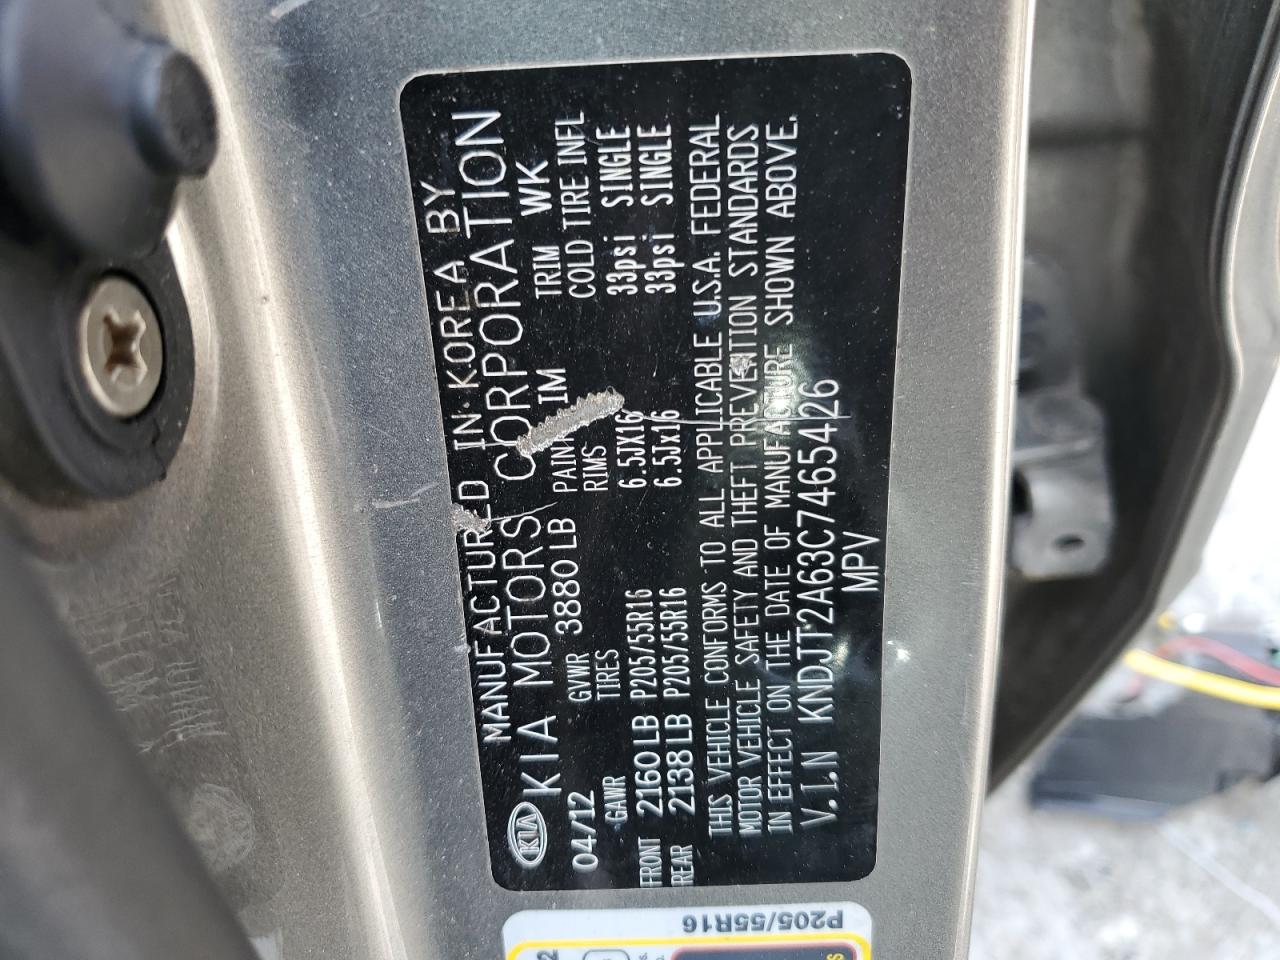 MANUFACTURED IN KOREA BY
KIA KIA MOTORS CORPORATION
04/12 GVWR 3880 LB PAINT IM TRIM WK
GAWR TIRES RIMS COLD TIRE INFL
FRONT 2160 LB P205/55R16 6.5JX16 33psi SINGLE
REAR 2138 LB P205/55R16 6.5Jx16 33psi SINGLE
THIS VEHICLE CONFORMS TO ALL APPLICABLE U.S.A. FEDERAL
MOTOR VEHICLE SAFETY AND THEFT PREVENTION STANDARDS
IN EFFECT ON THE DATE OF MANUFACTURE SHOWN ABOVE.
V.I.N KNDJT2A63C7465426
MPV
P205/55R16